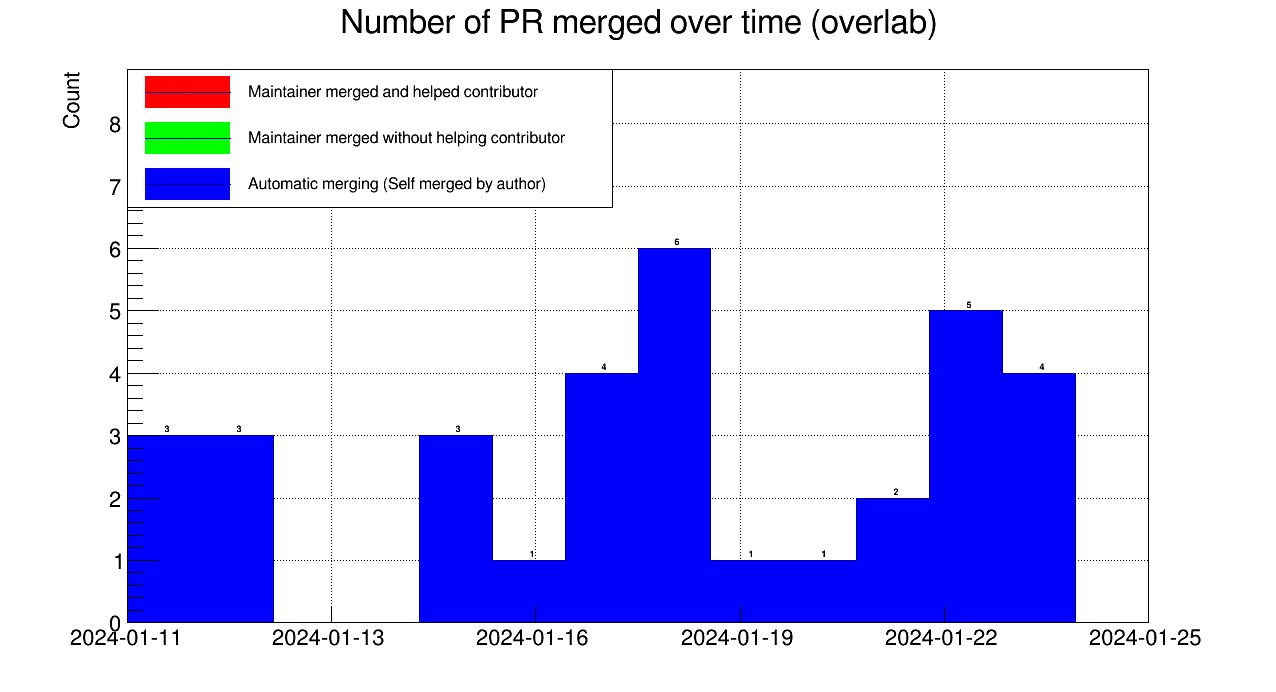 Number of PR merged over time (overlab)
Count
Maintainer merged and helped contributor
Maintainer merged without helping contributor
Automatic merging (Self merged by author)
8
7
6
5
4
3
2
1
0
3 3 3 1 4 6 1 1 2 5 4
2024-01-11 2024-01-13 2024-01-16 2024-01-19 2024-01-22 2024-01-25